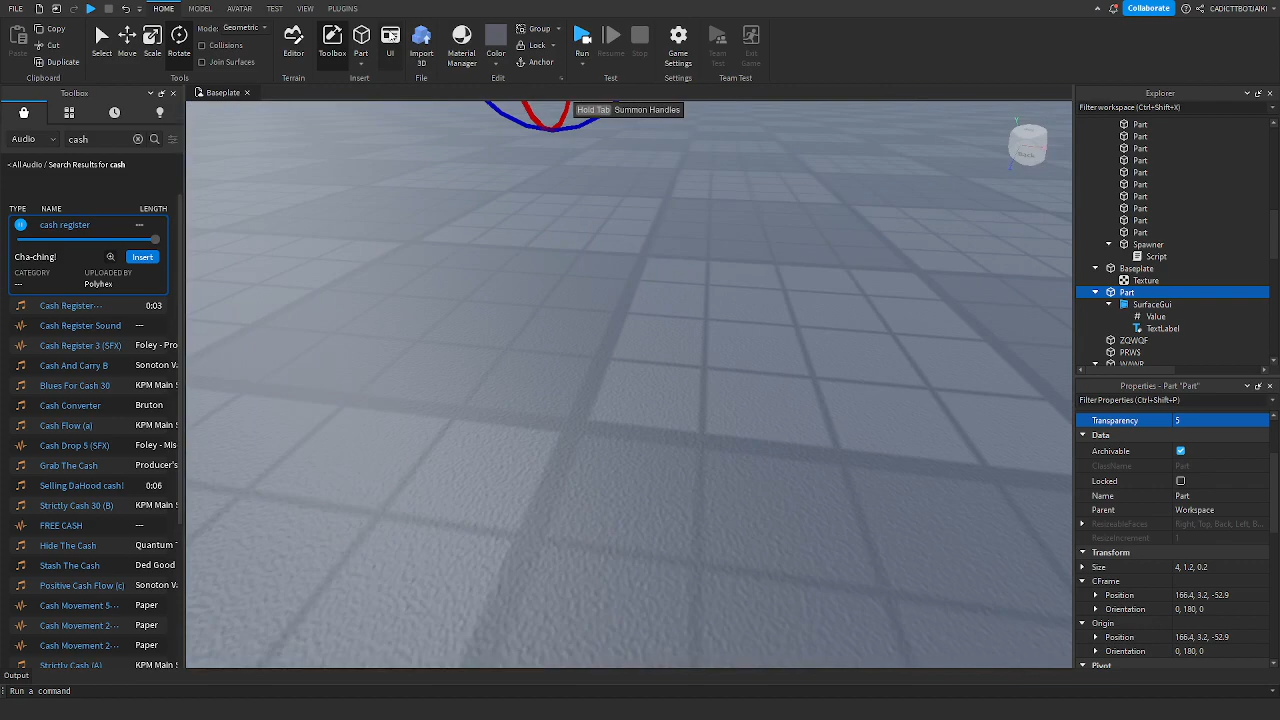 FILE HOME MODEL AVATAR TEST VIEW PLUGINS Collaborate CADICTTBOTJAIKI
Paste Copy Cut Duplicate Select Move Scale Rotate Mode: Geometric Collisions Join Surfaces Editor Toolbox Part UI Import 3D Material Manager Color Group Lock Anchor Run Resume Stop Game Settings Team Test Exit Game
Clipboard Tools Terrain Insert File Edit Test Settings Team Test
Toolbox Baseplate Explorer
Hold Tab Summon Handles
Filter workspace (Ctrl+Shift+X)
Audio cash
< All Audio / Search Results for cash
TYPE NAME LENGTH
cash register ---
Cha-ching! Insert
CATEGORY UPLOADED BY
--- Polyhex
Cash Register··· 0:03
Cash Register Sound ---
Cash Register 3 (SFX) Foley - Pro
Cash And Carry B Sonoton V
Blues For Cash 30 KPM Main
Cash Converter Bruton
Cash Flow (a) KPM Main
Cash Drop 5 (SFX) Foley - Mis
Grab The Cash Producer's
Selling DaHood cash! 0:06
Strictly Cash 30 (B) KPM Main
FREE CASH ---
Hide The Cash Quantum
Stash The Cash Ded Good
Positive Cash Flow (c) Sonoton V
Cash Movement 5··· Paper
Cash Movement 2··· Paper
Cash Movement 2··· Paper
Strictly Cash (A) KPM Main
Back
Y
Part
Part
Part
Part
Part
Part
Part
Part
Part
Part
Spawner
Script
Baseplate
Texture
Part
SurfaceGui
Value
TextLabel
ZQWQF
PRWS
WAWR
Properties - Part "Part"
Filter Properties (Ctrl+Shift+P)
Transparency 5
Data
Archivable
ClassName Part
Locked
Name Part
Parent Workspace
ResizeableFaces Right, Top, Back, Left, B...
ResizeIncrement 1
Transform
Size 4, 1.2, 0.2
CFrame
Position 166.4, 3.2, -52.9
Orientation 0, 180, 0
Origin
Position 166.4, 3.2, -52.9
Orientation 0, 180, 0
Pivot
Output
Run a command